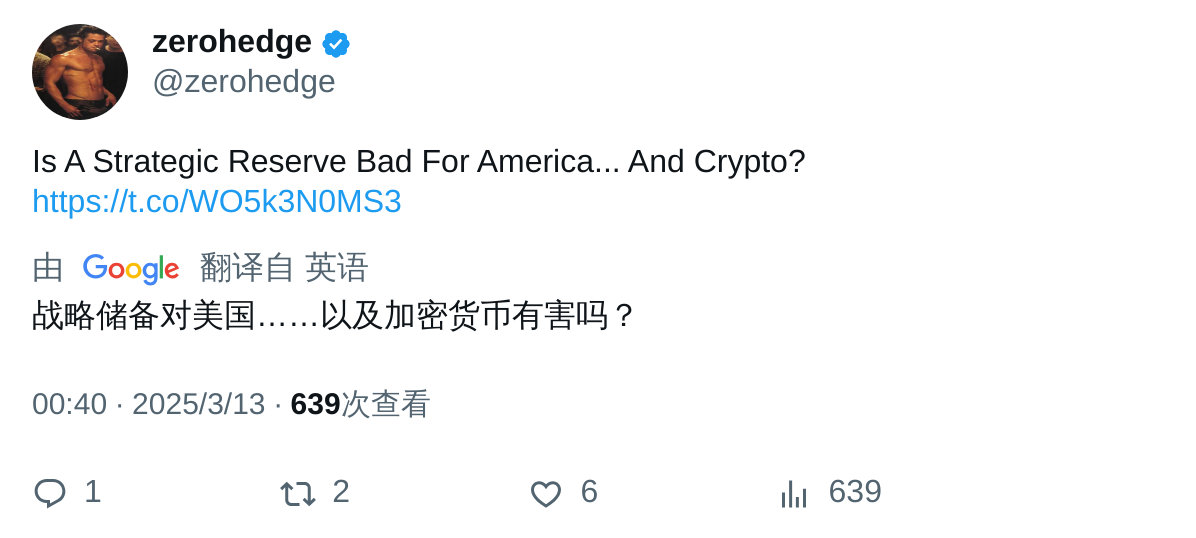 zerohedge
@zerohedge
Is A Strategic Reserve Bad For America... And Crypto?
https://t.co/WO5k3N0MS3
由 Google 翻译自 英语
战略储备对美国……以及加密货币有害吗？
00:40 · 2025/3/13 · 639次查看
1 2 6 639